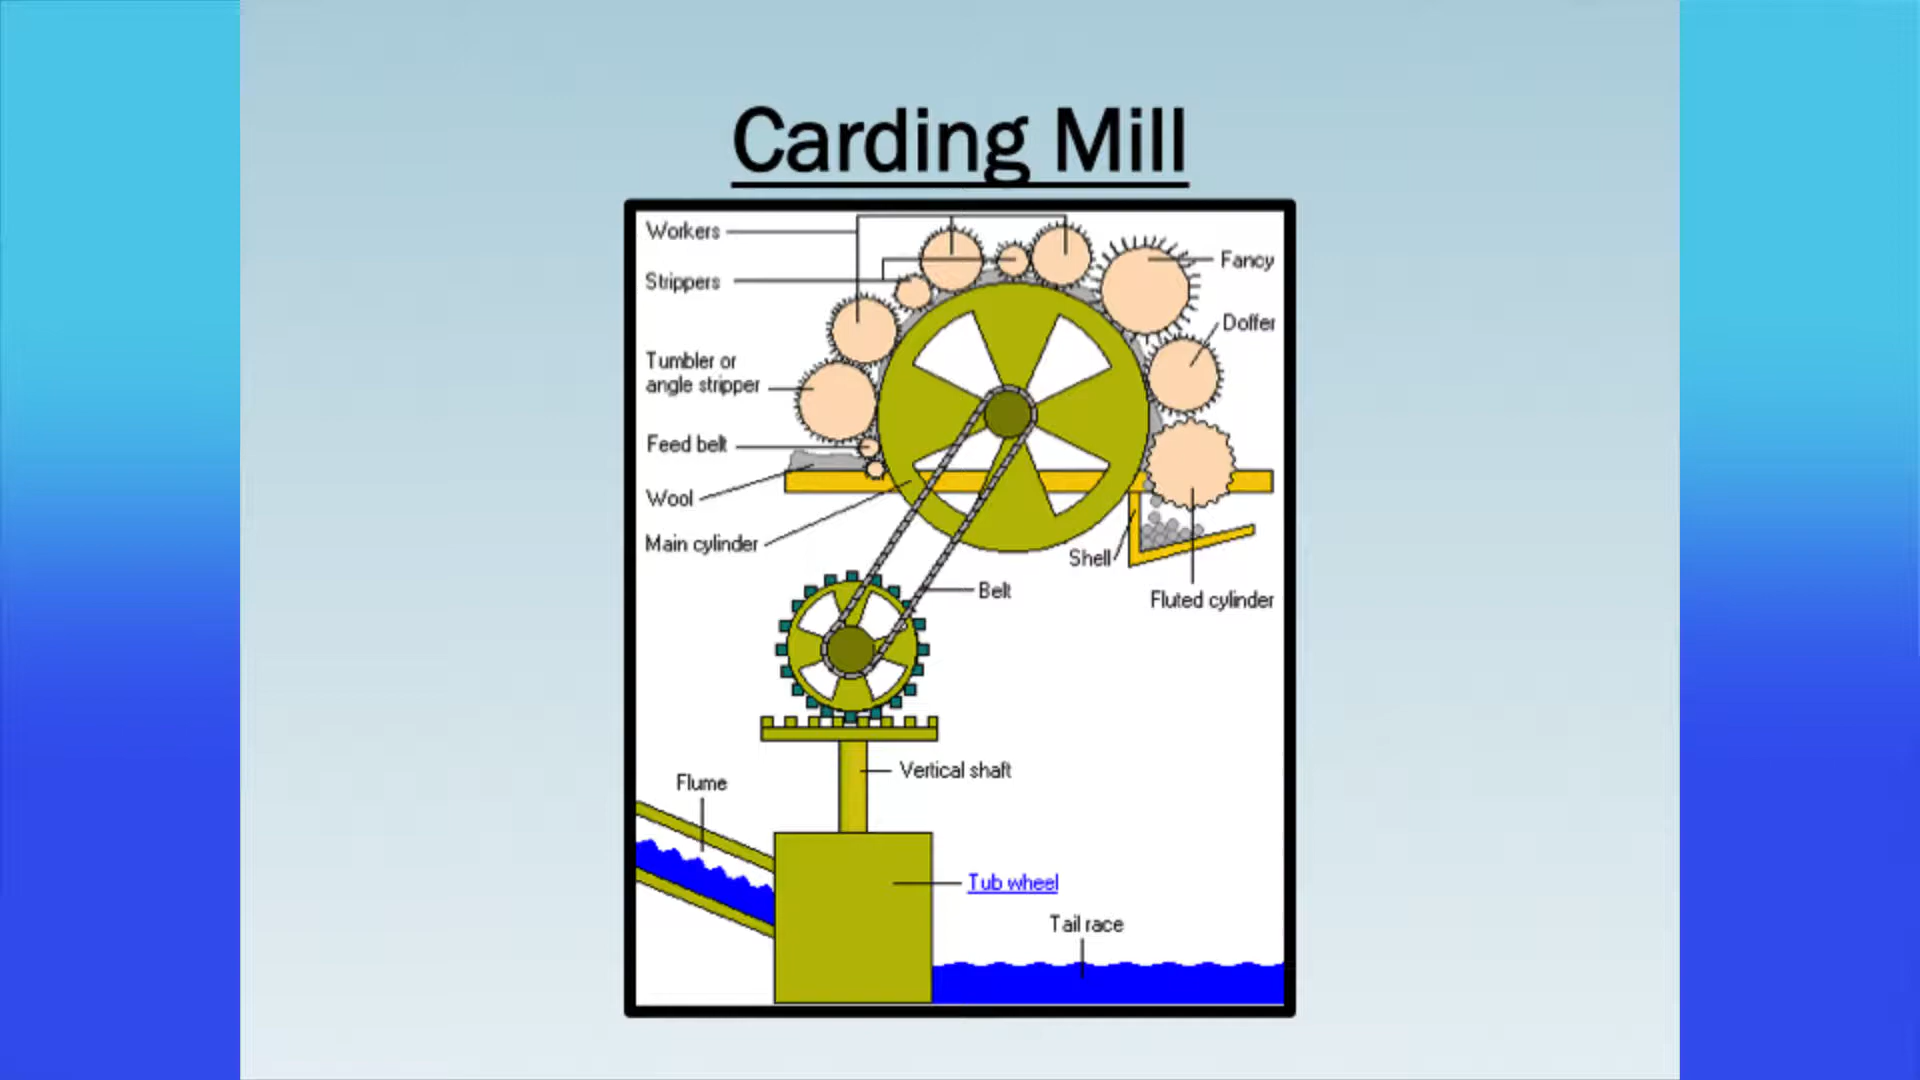 Carding Mill
Workers
Fancy
Strippers
Doffer
Tumbler or
angle stripper
Feed belt
Wool
Main cylinder
Shell
Belt
Fluted cylinder
Vertical shaft
Flume
Tub wheel
Tail race